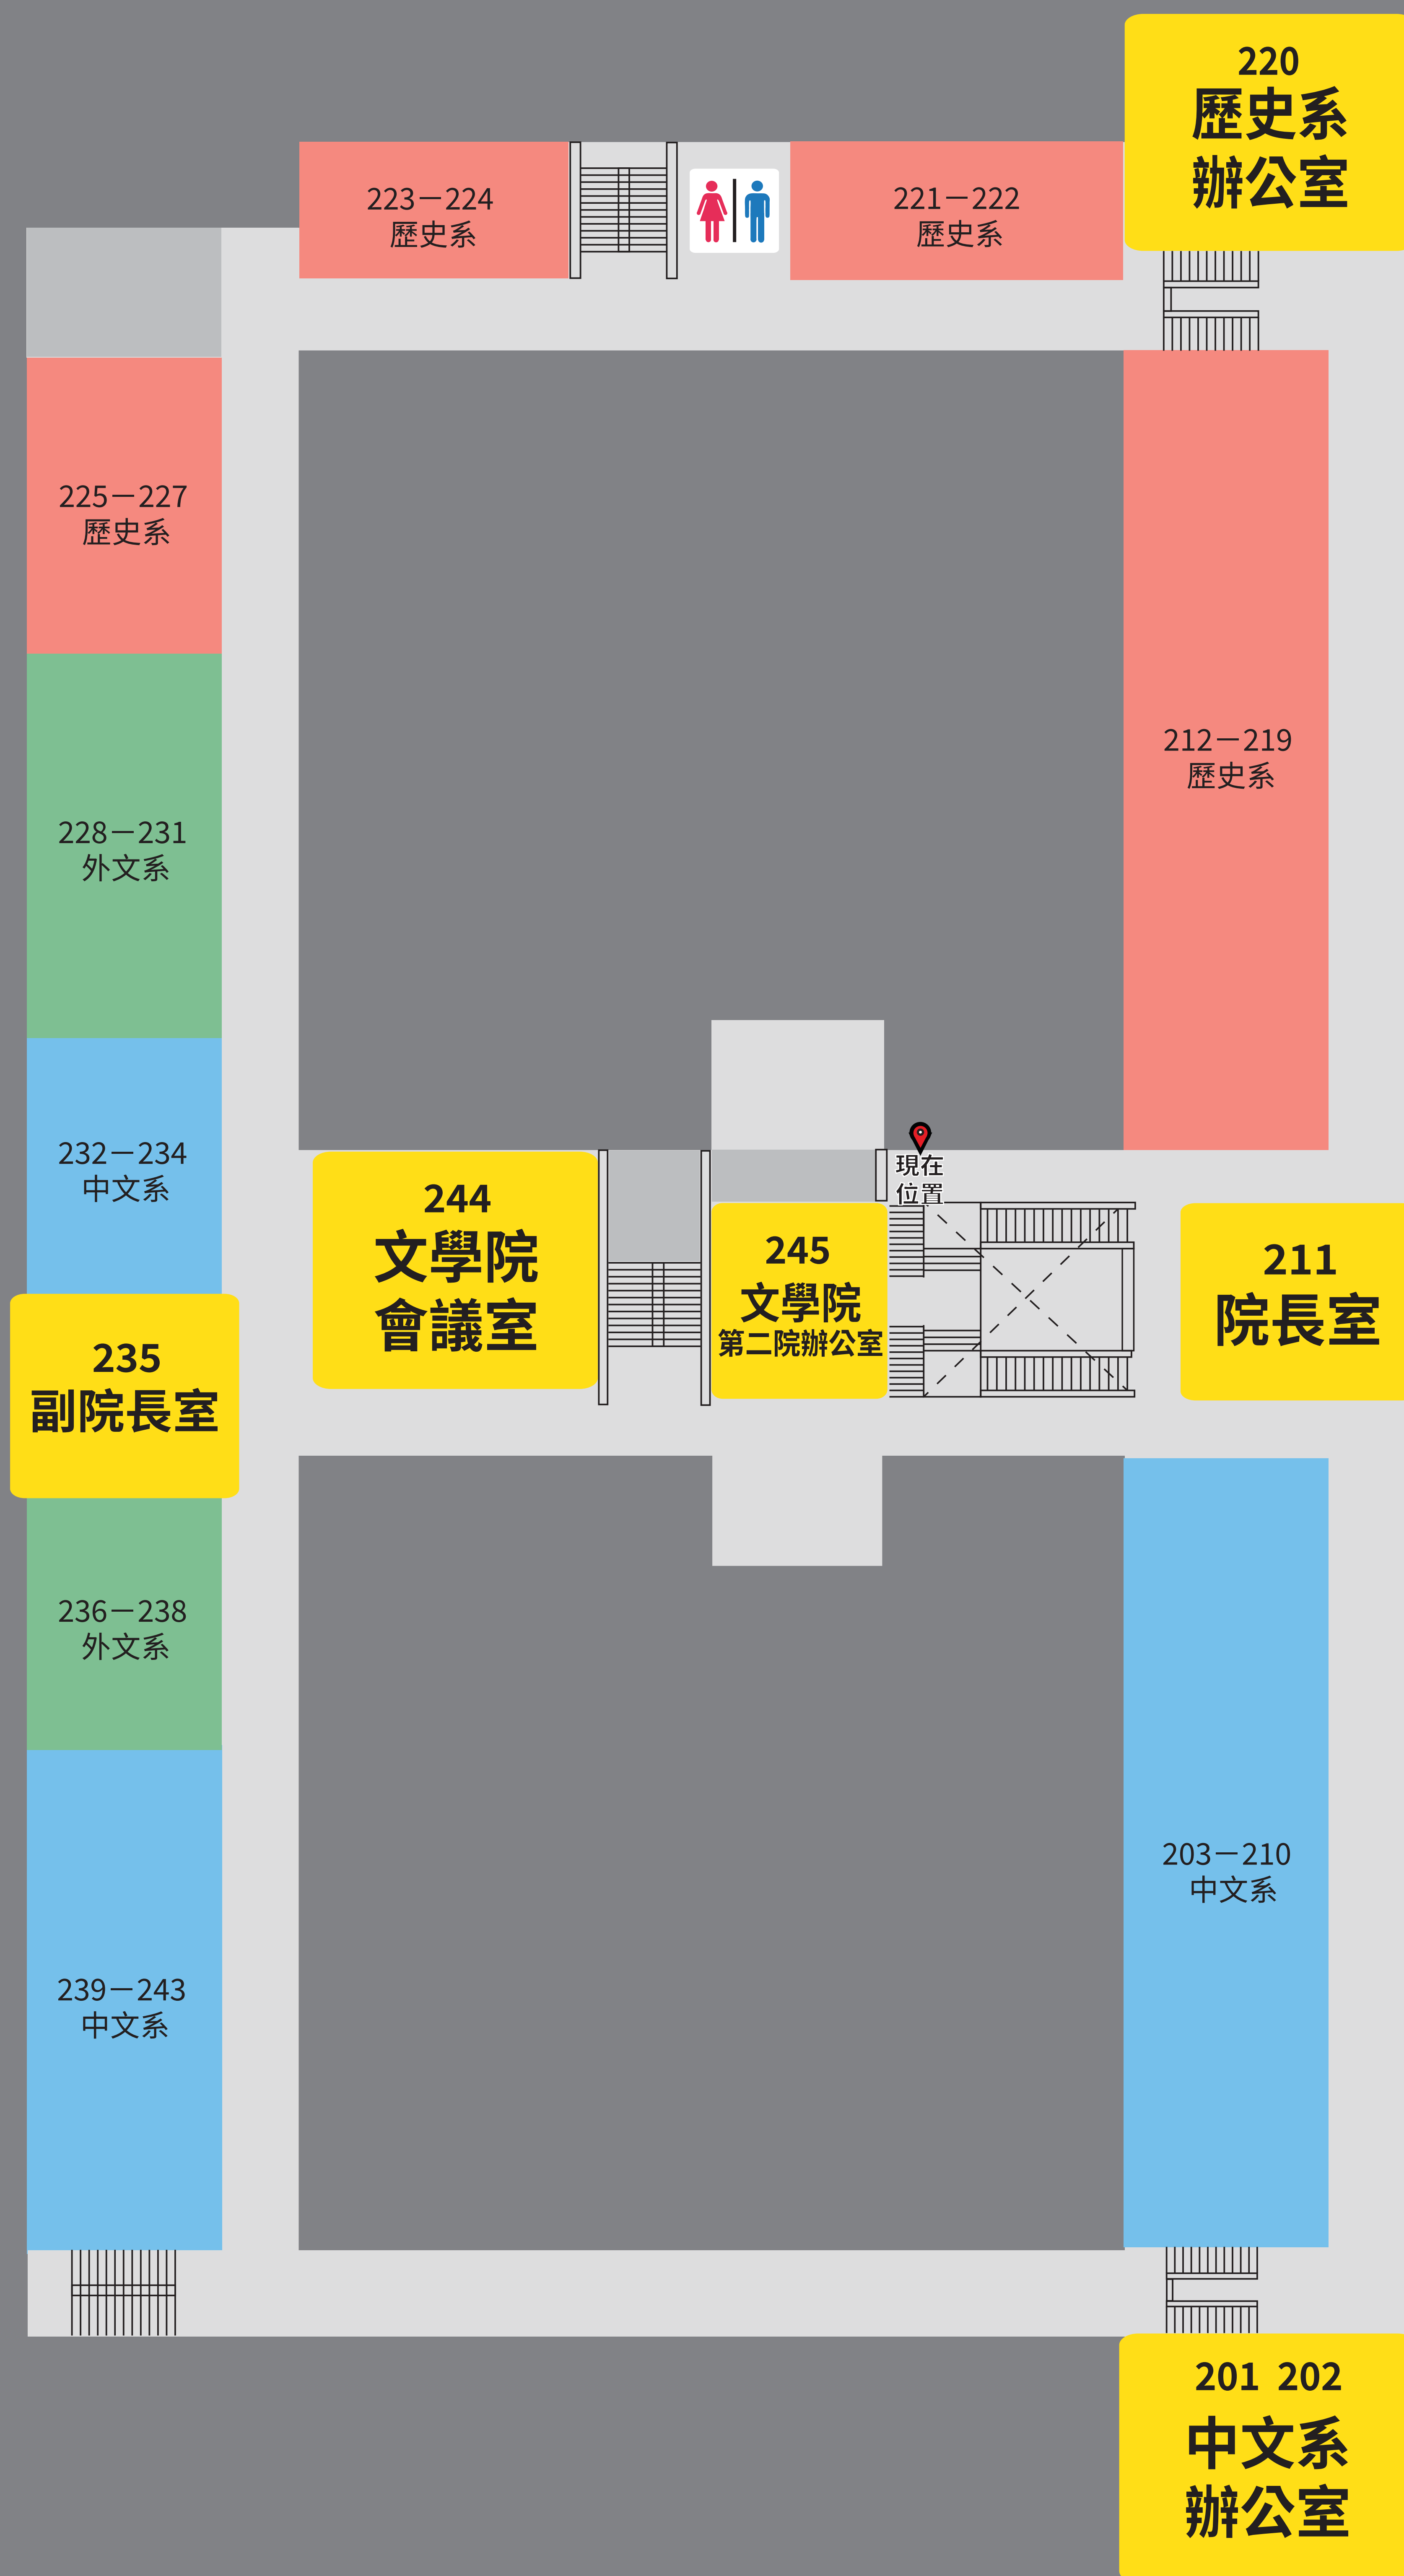 220
歷史系
辦公室
223－224
歷史系
221－222
歷史系
225－227
歷史系
212－219
歷史系
228－231
外文系
232－234
中文系
現在
位置
244
文學院
會議室
245
文學院
第二院辦公室
211
院長室
235
副院長室
236－238
外文系
203－210
中文系
239－243
中文系
201 202
中文系
辦公室